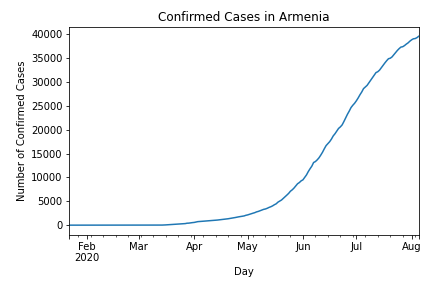 Confirmed Cases in Armenia
Number of Confirmed Cases
40000
35000
30000
25000
20000
15000
10000
5000
0
Feb Mar Apr May Jun Jul Aug
2020
Day